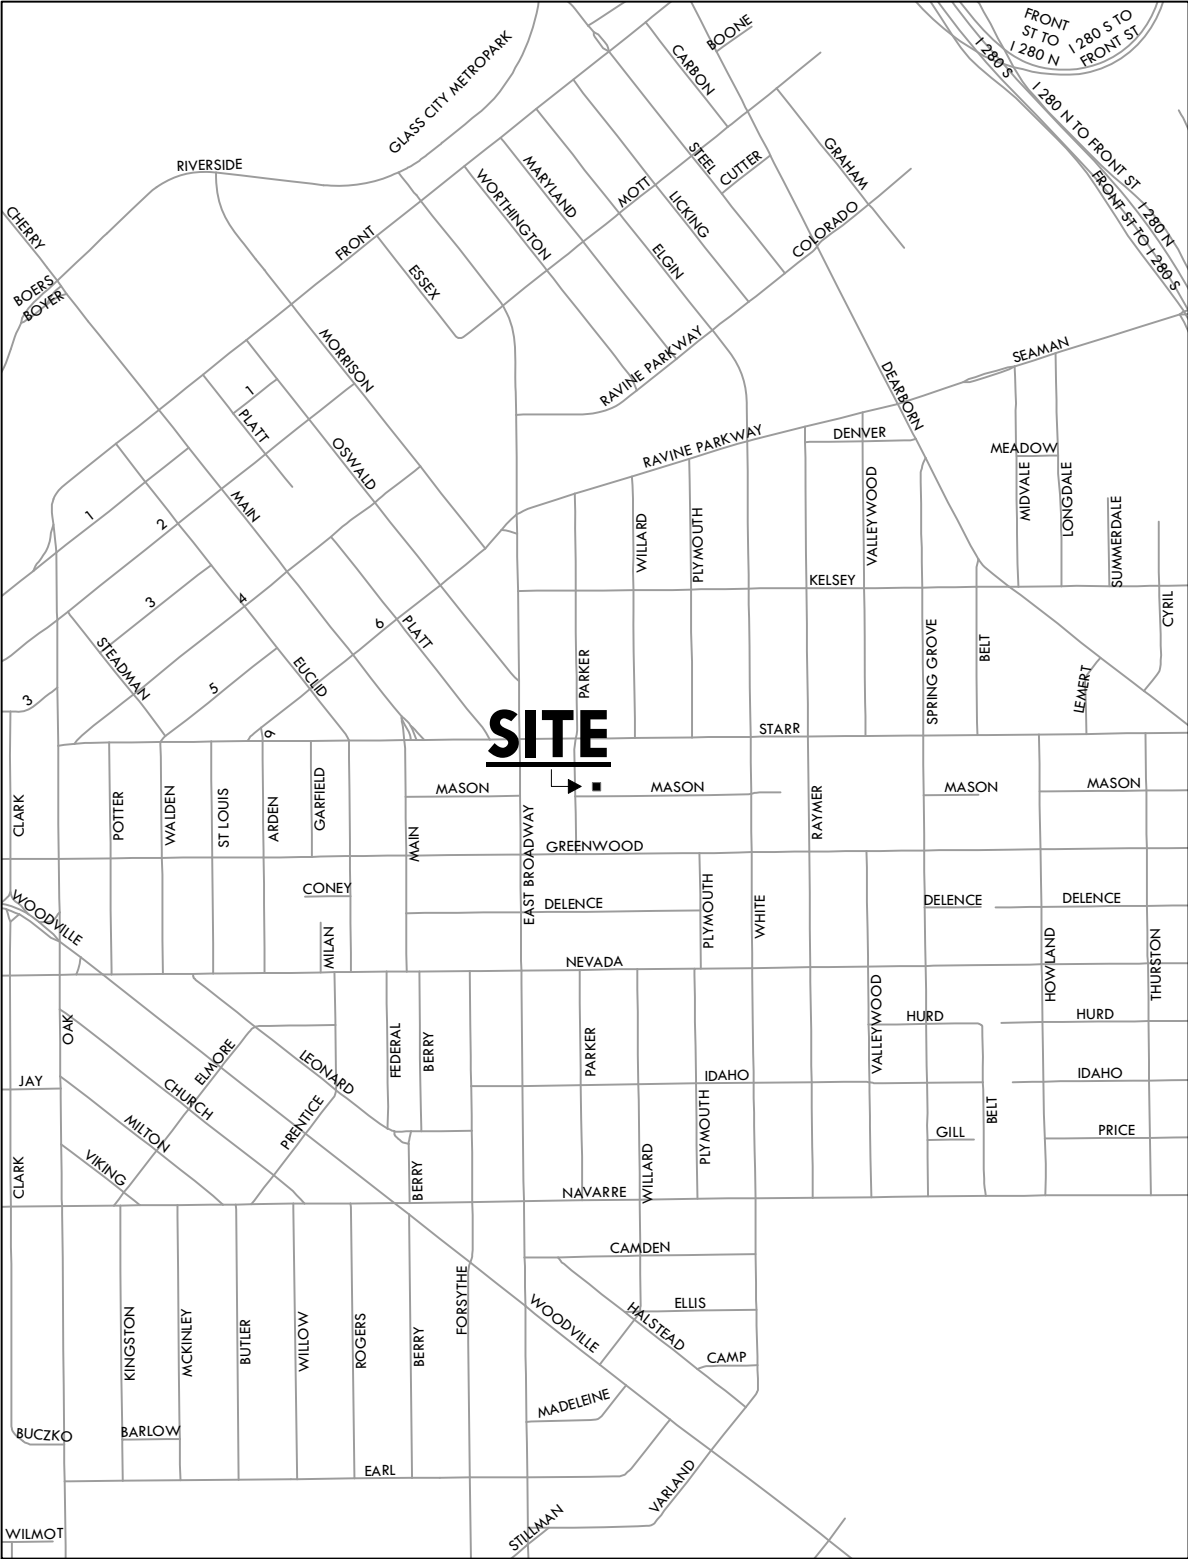 FRONT
ST TO
I 280 N
I 280 S TO
FRONT ST
BOONE
I 280 S
CARBON
GLASS CITY METROPARK
I 280 N TO FRONT ST
RIVERSIDE
STEEL
CUTTER
GRAHAM
MARYLAND
WORTHINGTON
MOTT
LICKING
FRONT ST TO I 280 S
I 280 N
CHERRY
FRONT
COLORADO
ELGIN
ESSEX
BOERS
BOYER
MORRISON
RAVINE PARKWAY
SEAMAN
DEARBORN
1
PLATT
OSWALD
RAVINE PARKWAY
DENVER
MEADOW
MIDVALE
LONGDALE
MAIN
1
2
WILLARD
PLYMOUTH
VALLEYWOOD
SUMMERDALE
KELSEY
3
4
6
PLATT
CYRIL
STEADMAN
EUCLID
5
3
PARKER
SPRING GROVE
BELT
LEMERT
SITE
STARR
6
MASON
MASON
MASON
MASON
CLARK
POTTER
WALDEN
ST LOUIS
ARDEN
GARFIELD
MAIN
EAST BROADWAY
RAYMER
GREENWOOD
CONEY
DELENCE
DELENCE
DELENCE
WOODVILLE
MILAN
PLYMOUTH
WHITE
NEVADA
HOWLAND
THURSTON
OAK
VALLEYWOOD
HURD
HURD
ELMORE
LEONARD
FEDERAL
BERRY
PARKER
JAY
CHURCH
IDAHO
IDAHO
PRENTICE
PLYMOUTH
BELT
MILTON
GILL
PRICE
VIKING
CLARK
BERRY
WILLARD
NAVARRE
CAMDEN
FORSYTHE
ELLIS
WOODVILLE
HALSTEAD
KINGSTON
MCKINLEY
BUTLER
WILLOW
ROGERS
BERRY
CAMP
MADELEINE
BUCZKO
BARLOW
EARL
VARLAND
STILLMAN
WILMOT